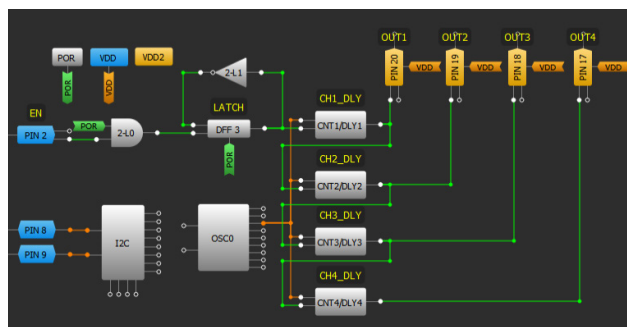 OUT1 OUT2 OUT3 OUT4
POR VDD VDD2
PIN 20 VDD PIN 19 VDD PIN 18 VDD PIN 17 VDD
POR VDD
2-L1
CH1_DLY
EN LATCH
PIN 2 POR 2-L0 DFF 3 CNT1/DLY1
POR
CH2_DLY
CNT2/DLY2
CH3_DLY
PIN 8
I2C OSC0 CNT3/DLY3
PIN 9
CH4_DLY
CNT4/DLY4